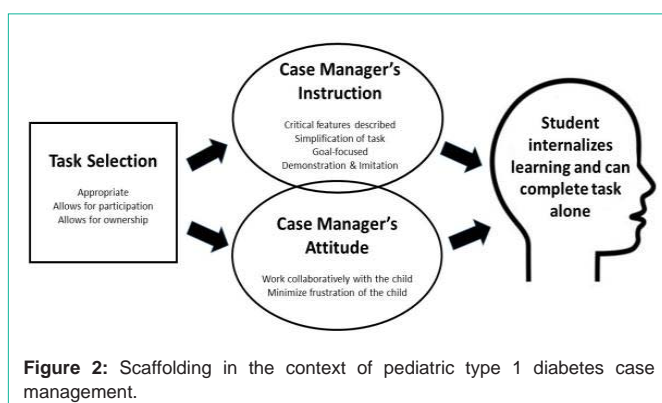 Task Selection
Appropriate
Allows for participation
Allows for ownership
Case Manager's
Instruction
Critical features described
Simplification of task
Goal-focused
Demonstration & Imitation
Case Manager's
Attitude
Work collaboratively with the child
Minimize frustration of the child
Student
internalizes
learning and can
complete task
alone
Figure 2: Scaffolding in the context of pediatric type 1 diabetes case
management.